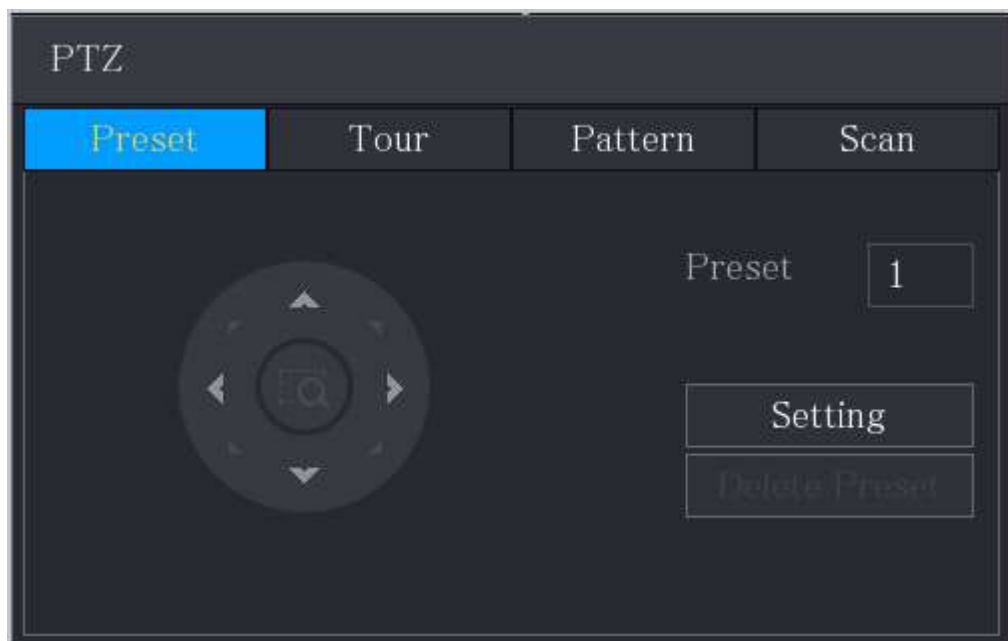 PTZ
Preset Tour Pattern Scan
Preset 1
Setting
Delete Preset